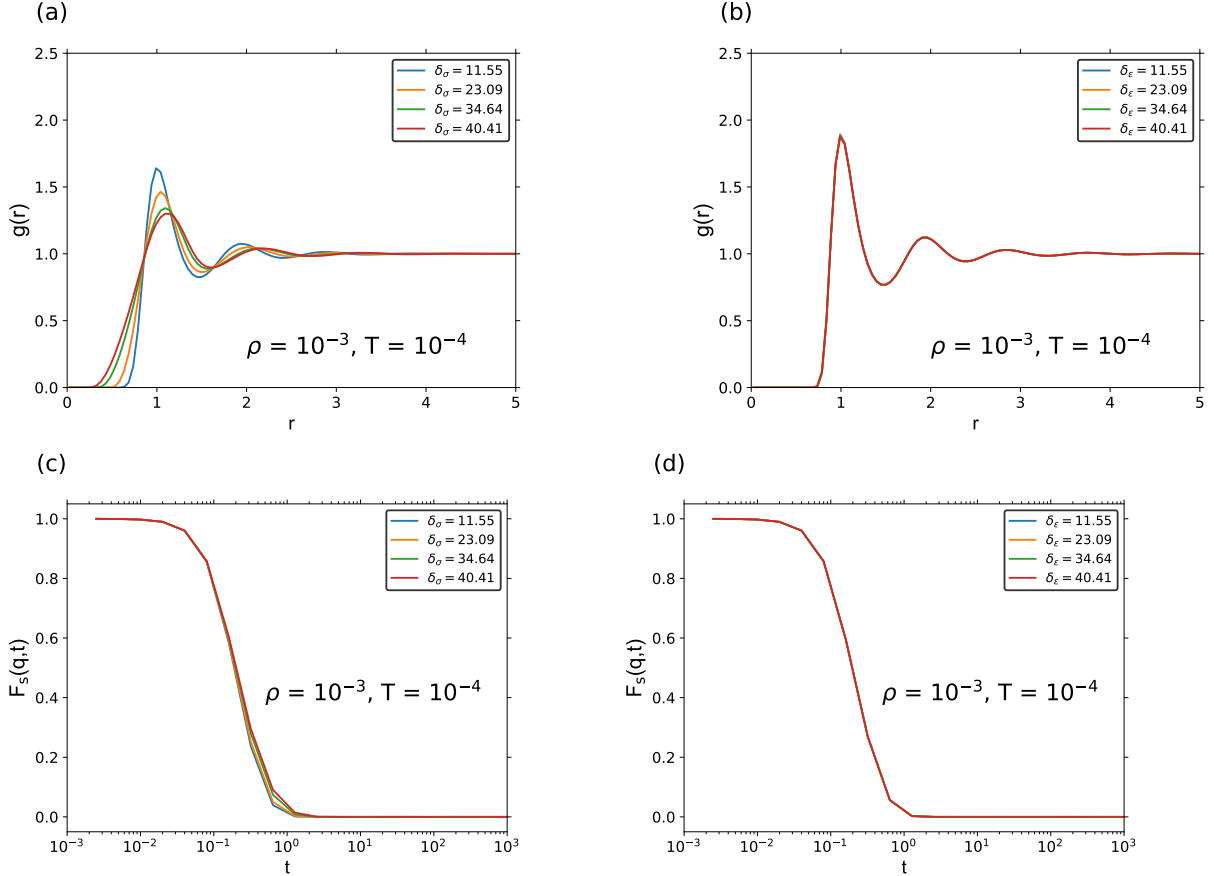 (a)
g(r)
2.5
2.0
1.5
1.0
0.5
0.0
δσ = 11.55
δσ = 23.09
δσ = 34.64
δσ = 40.41
ρ = 10⁻³, T = 10⁻⁴
0 1 2 3 4 5
r
(b)
g(r)
2.5
2.0
1.5
1.0
0.5
0.0
δε = 11.55
δε = 23.09
δε = 34.64
δε = 40.41
ρ = 10⁻³, T = 10⁻⁴
0 1 2 3 4 5
r
(c)
Fₛ(q,t)
1.0
0.8
0.6
0.4
0.2
0.0
δσ = 11.55
δσ = 23.09
δσ = 34.64
δσ = 40.41
ρ = 10⁻³, T = 10⁻⁴
10⁻³ 10⁻² 10⁻¹ 10⁰ 10¹ 10² 10³
t
(d)
Fₛ(q,t)
1.0
0.8
0.6
0.4
0.2
0.0
δε = 11.55
δε = 23.09
δε = 34.64
δε = 40.41
ρ = 10⁻³, T = 10⁻⁴
10⁻³ 10⁻² 10⁻¹ 10⁰ 10¹ 10² 10³
t